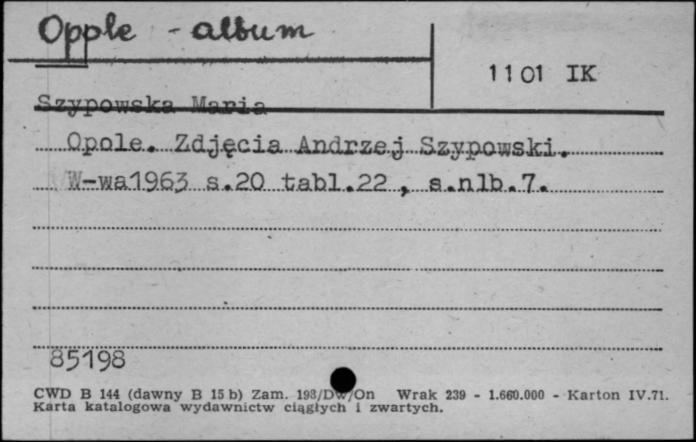 Opple - album
1101 IK
Szypowska Maria
Opole. Zdjęcia Andrzej Szypowski.
W-wa1963 s.20 tabl.22 , s.nlb.7.
85198
CWD B 144 (dawny B 15 b) Zam. 198/DW/On Wrak 239 - 1.660.000 - Karton IV.71.
Karta katalogowa wydawnictw ciągłych i zwartych.